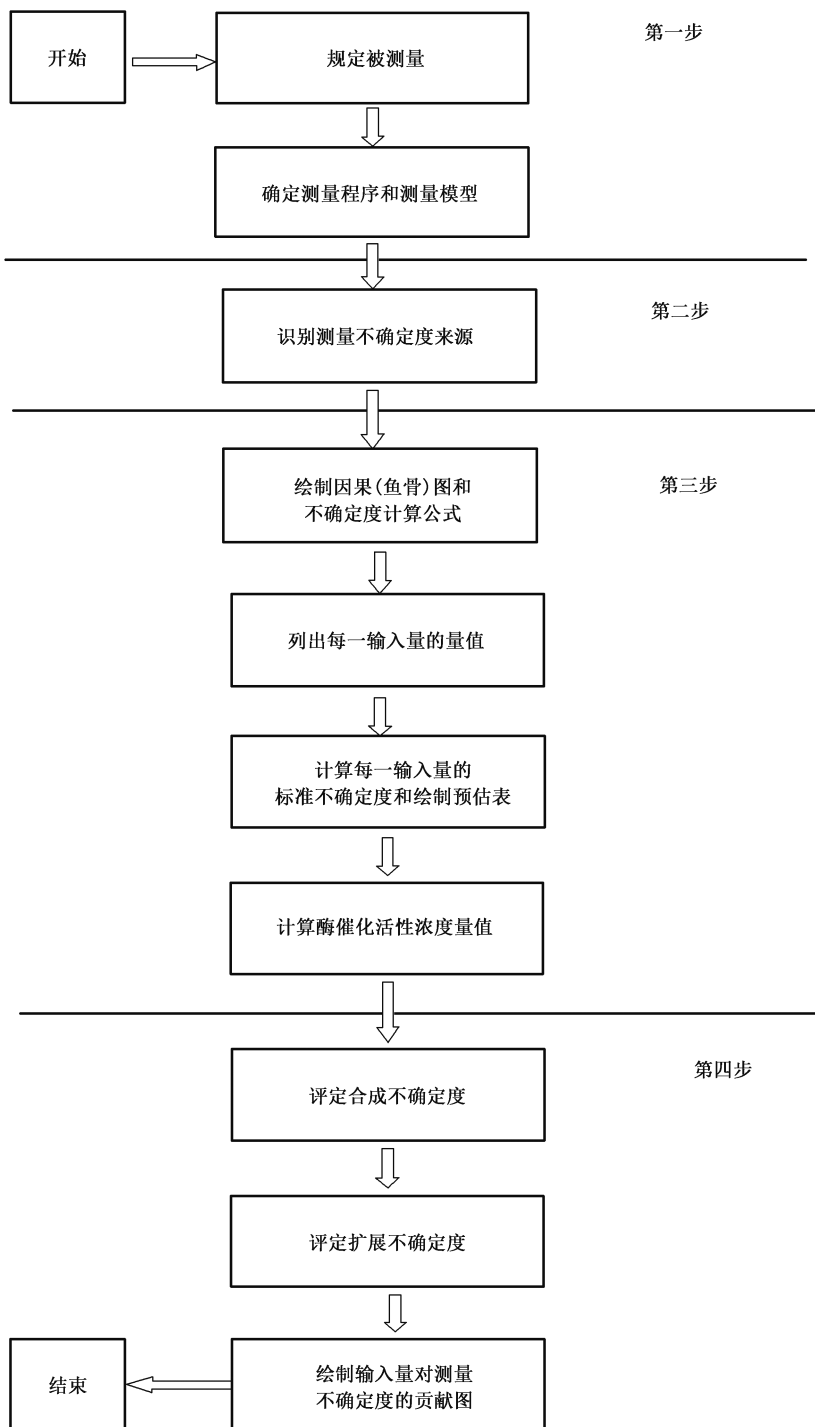 开始
规定被测量
第一步
确定测量程序和测量模型
第二步
识别测量不确定度来源
第三步
绘制因果(鱼骨)图和
不确定度计算公式
列出每一输入量的量值
计算每一输入量的
标准不确定度和绘制预估表
计算酶催化活性浓度量值
第四步
评定合成不确定度
评定扩展不确定度
绘制输入量对测量
不确定度的贡献图
结束